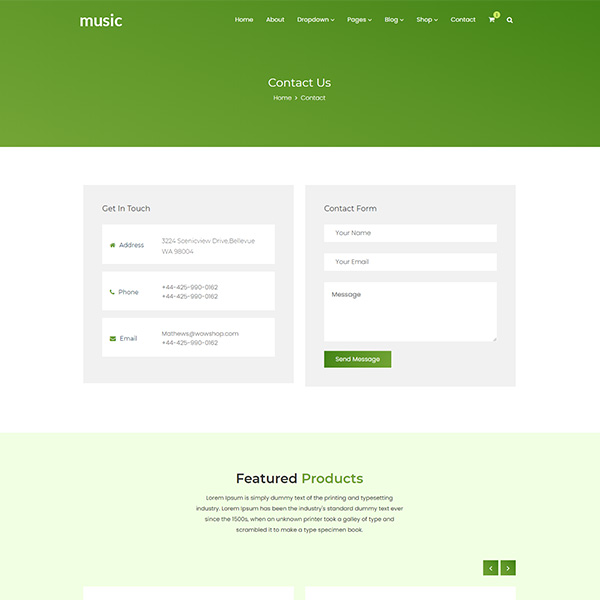 music
Home About Dropdown Pages Blog Shop Contact
Contact Us
Home > Contact
Get In Touch
Address
3224 Scenicview Drive,Bellevue
WA 98004
Phone
+44-425-990-0162
+44-425-990-0162
Email
Mathews@wowshop.com
+44-425-990-0162
Contact Form
Your Name
Your Email
Message
Send Message
Featured Products
Lorem Ipsum is simply dummy text of the printing and typesetting
industry. Lorem Ipsum has been the industry's standard dummy text ever
since the 1500s, when an unknown printer took a galley of type and
scrambled it to make a type specimen book.